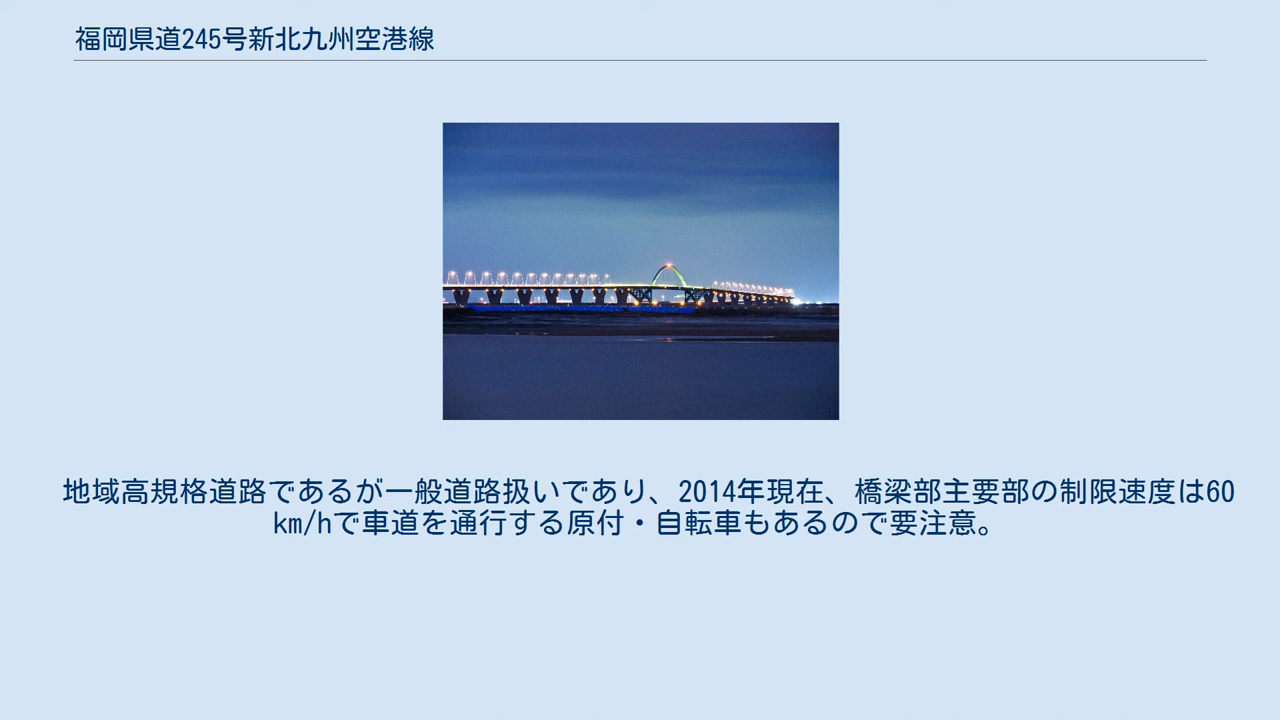 福岡県道245号新北九州空港線
地域高規格道路であるが一般道路扱いであり、2014年現在、橋梁部主要部の制限速度は60
km/hで車道を通行する原付・自転車もあるので要注意。